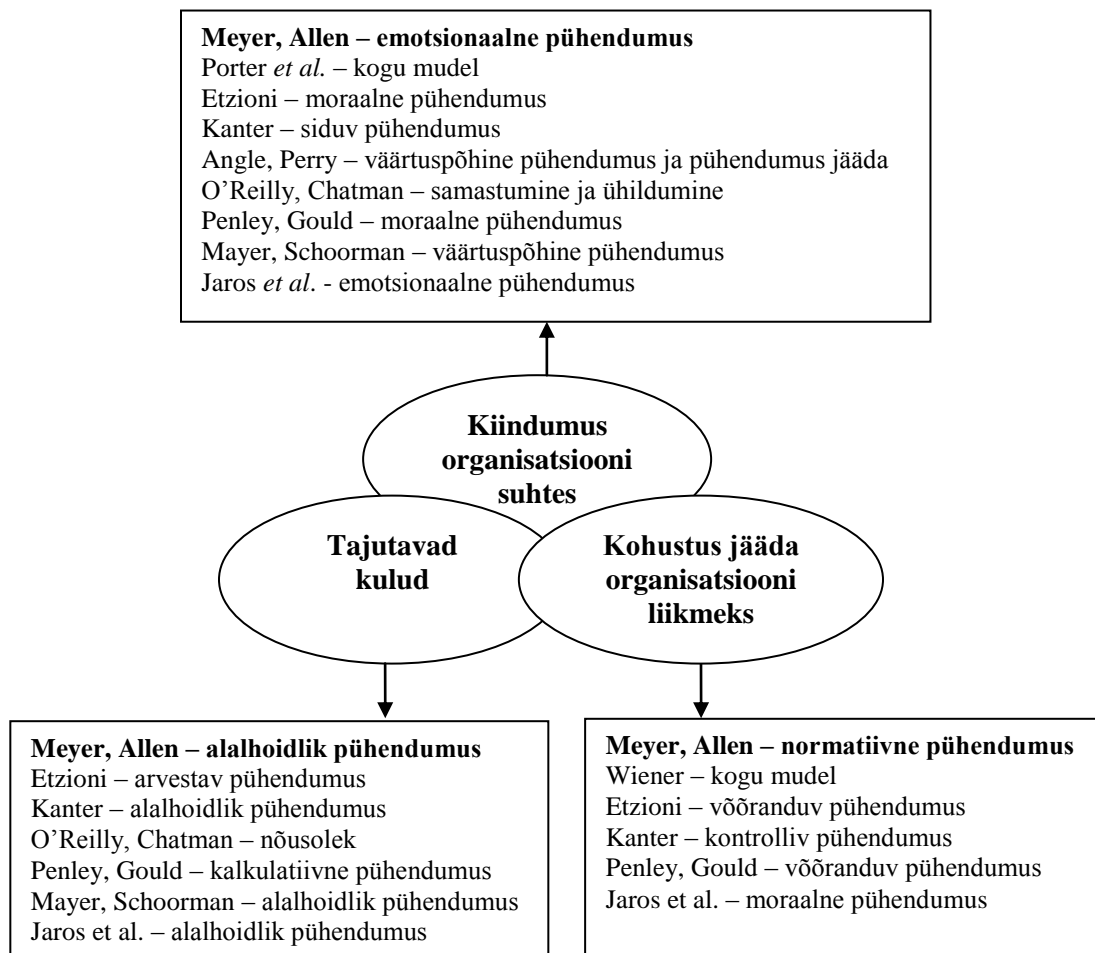 Meyer, Allen – emotsionaalne pühendumus
Porter et al. – kogu mudel
Etzioni – moraalne pühendumus
Kanter – siduv pühendumus
Angle, Perry – väärtuspõhine pühendumus ja pühendumus jääda
O’Reilly, Chatman – samastumine ja ühildumine
Penley, Gould – moraalne pühendumus
Mayer, Schoorman – väärtuspõhine pühendumus
Jaros et al. - emotsionaalne pühendumus
Kiindumus
organisatsiooni
suhtes
Tajutavad
kulud
Kohustus jääda
organisatsiooni
liikmeks
Meyer, Allen – alalhoidlik pühendumus
Etzioni – arvestav pühendumus
Kanter – alalhoidlik pühendumus
O’Reilly, Chatman – nõusolek
Penley, Gould – kalkulatiivne pühendumus
Mayer, Schoorman – alalhoidlik pühendumus
Jaros et al. – alalhoidlik pühendumus
Meyer, Allen – normatiivne pühendumus
Wiener – kogu mudel
Etzioni – võõranduv pühendumus
Kanter – kontrolliv pühendumus
Penley, Gould – võõranduv pühendumus
Jaros et al. – moraalne pühendumus